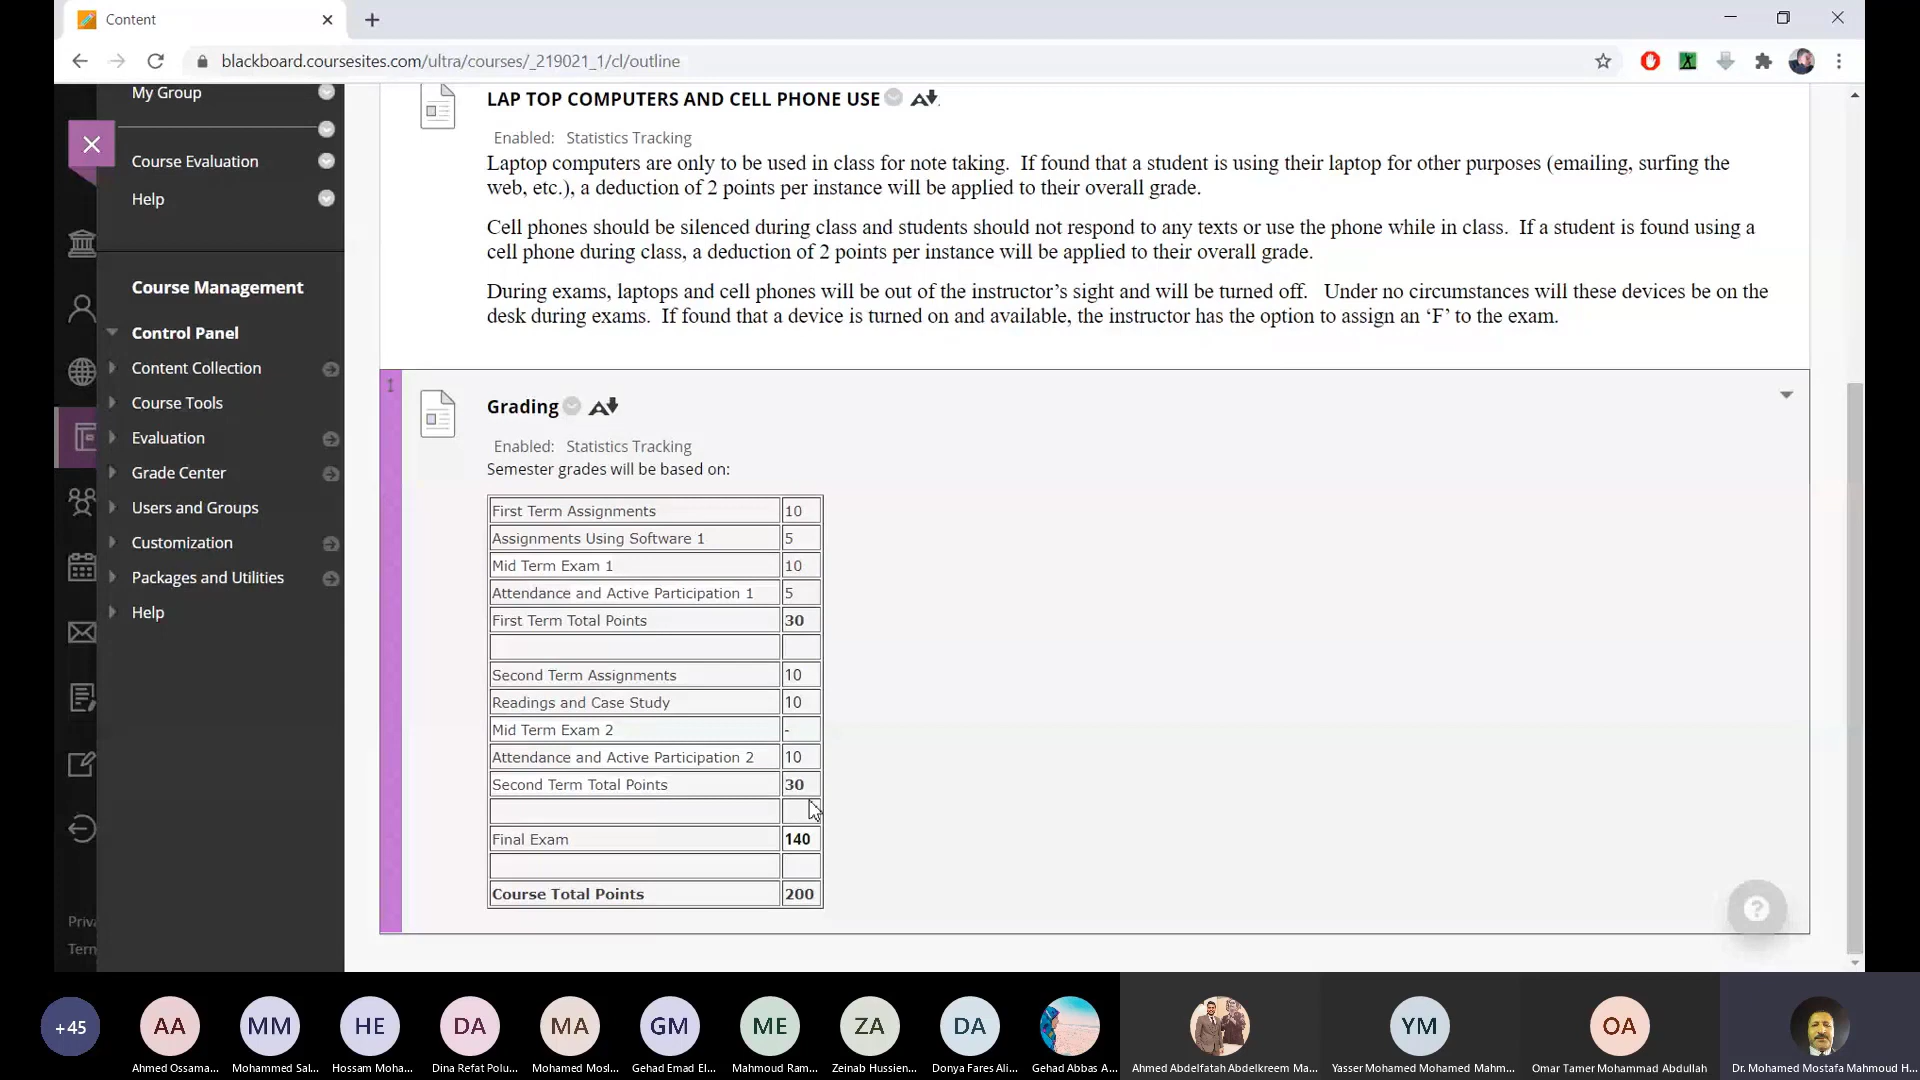 Content
blackboard.coursesites.com/ultra/courses/_219021_1/cl/outline
My Group
Course Evaluation
Help
Course Management
Control Panel
Content Collection
Course Tools
Evaluation
Grade Center
Users and Groups
Customization
Packages and Utilities
Help
Priva
Term
LAP TOP COMPUTERS AND CELL PHONE USE
Enabled: Statistics Tracking
Laptop computers are only to be used in class for note taking. If found that a student is using their laptop for other purposes (emailing, surfing the
web, etc.), a deduction of 2 points per instance will be applied to their overall grade.
Cell phones should be silenced during class and students should not respond to any texts or use the phone while in class. If a student is found using a
cell phone during class, a deduction of 2 points per instance will be applied to their overall grade.
During exams, laptops and cell phones will be out of the instructor’s sight and will be turned off. Under no circumstances will these devices be on the
desk during exams. If found that a device is turned on and available, the instructor has the option to assign an ‘F’ to the exam.
Grading
Enabled: Statistics Tracking
Semester grades will be based on:
First Term Assignments 10
Assignments Using Software 1 5
Mid Term Exam 1 10
Attendance and Active Participation 1 5
First Term Total Points 30
Second Term Assignments 10
Readings and Case Study 10
Mid Term Exam 2 -
Attendance and Active Participation 2 10
Second Term Total Points 30
Final Exam 140
Course Total Points 200
+45 AA MM HE DA MA GM ME ZA DA YM OA
Ahmed Ossama... Mohammed Sal... Hossam Moha... Dina Refat Polu... Mohamed Mosl... Gehad Emad El... Mahmoud Ram... Zeinab Hussien... Donya Fares Ali... Gehad Abbas A... Ahmed Abdelfatah Abdelkreem Ma... Yasser Mohamed Mohamed Mahm... Omar Tamer Mohammad Abdullah Dr. Mohamed Mostafa Mahmoud H...